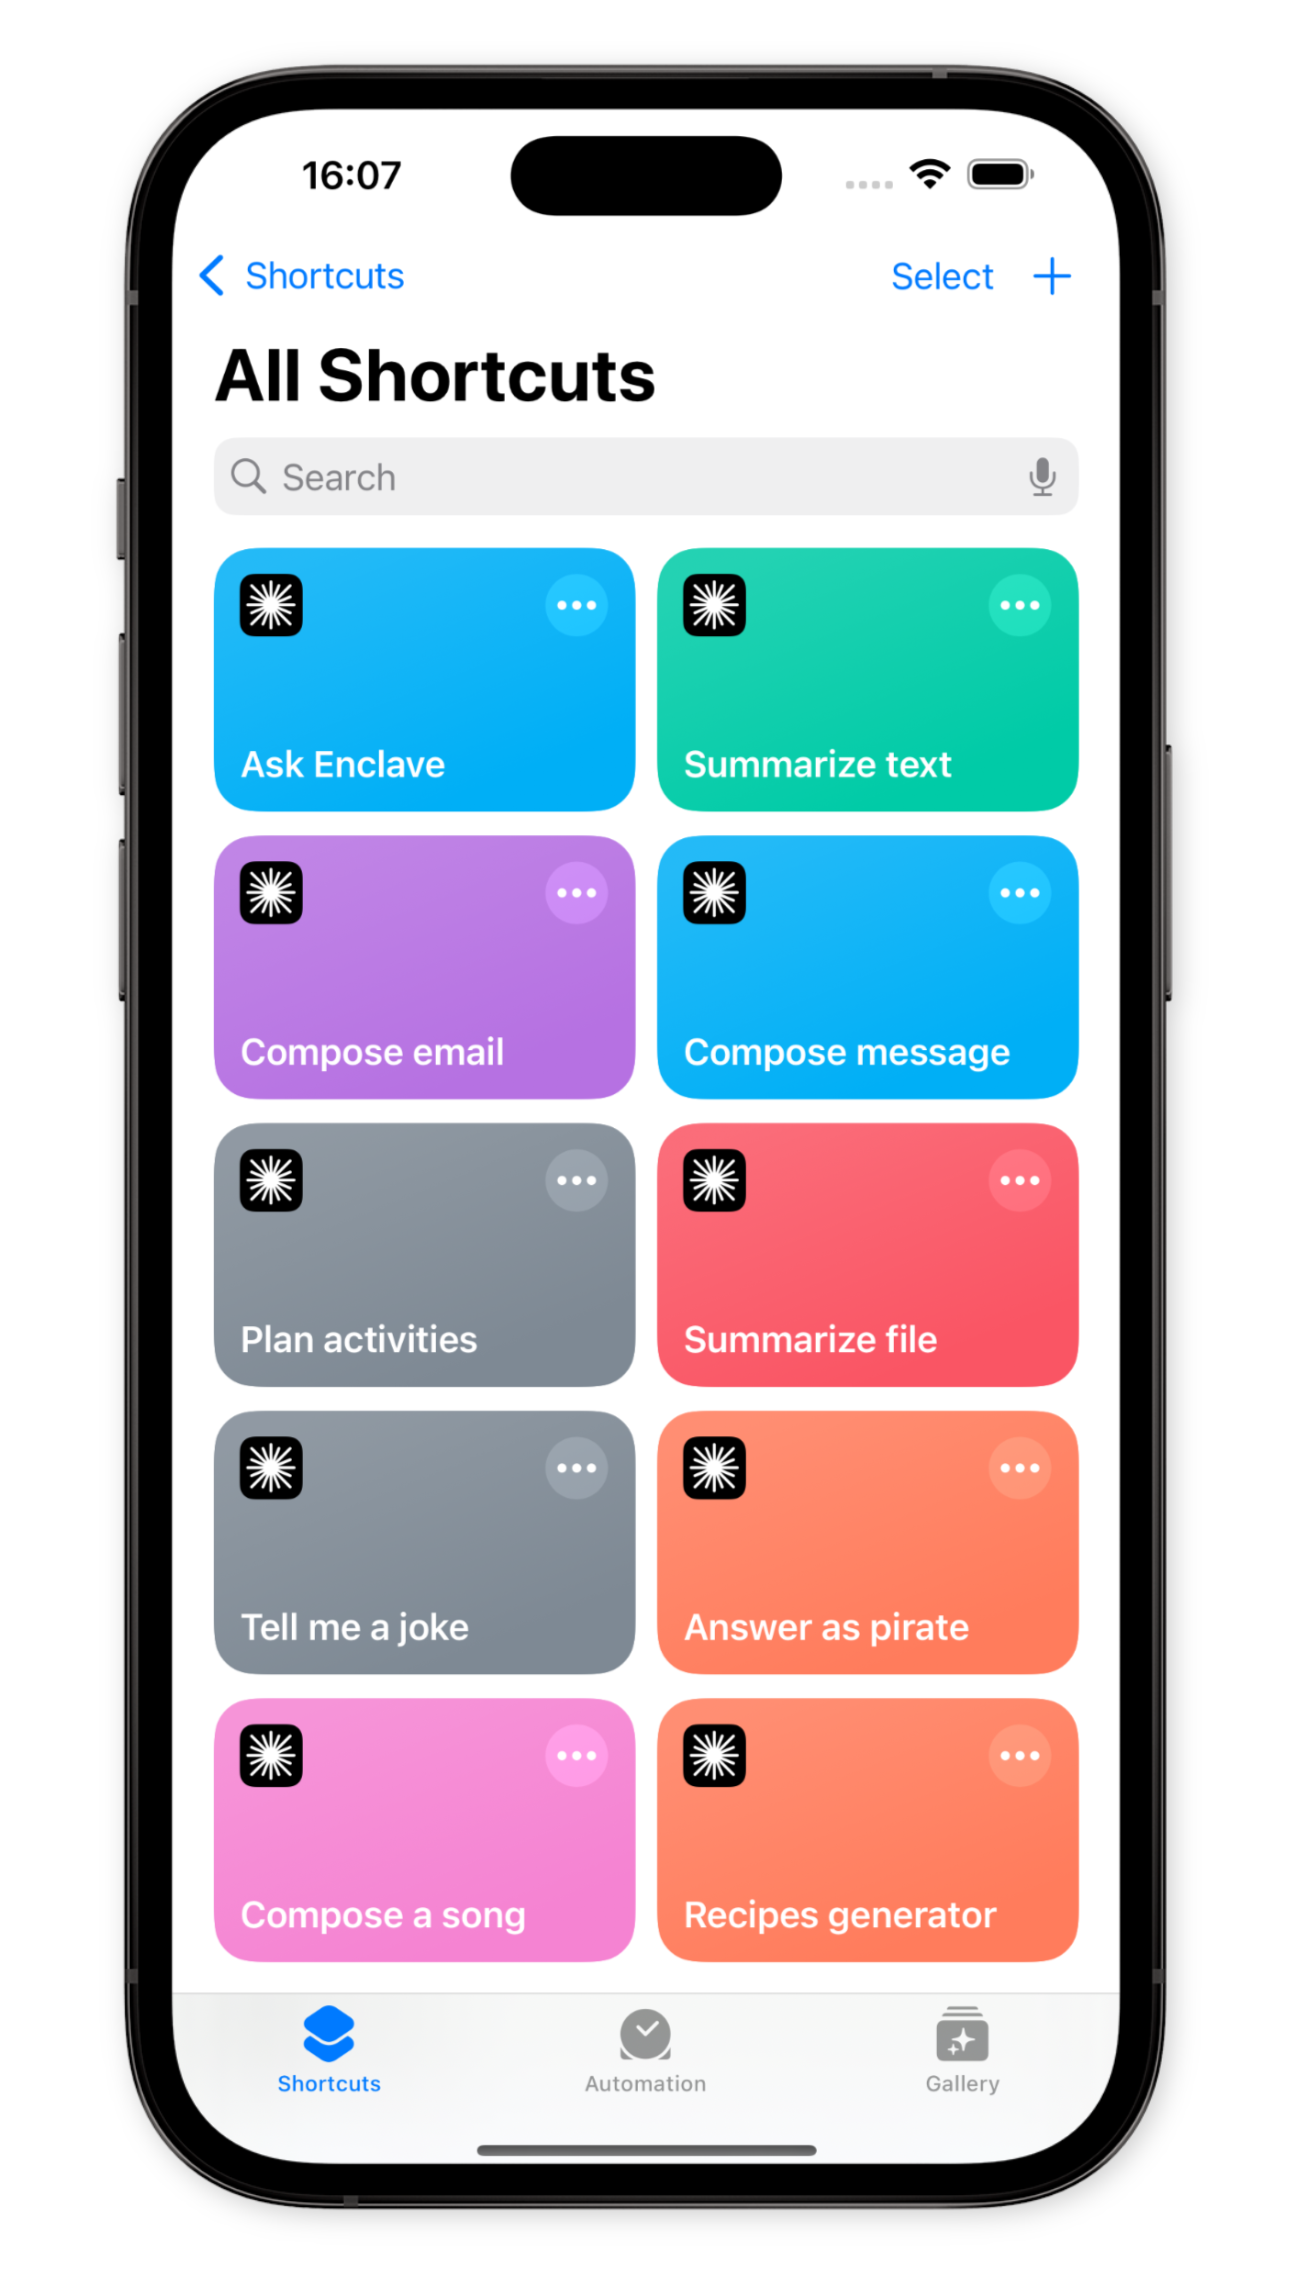 16:07
Shortcuts
Select
All Shortcuts
Search
Ask Enclave
Summarize text
Compose email
Compose message
Plan activities
Summarize file
Tell me a joke
Answer as pirate
Compose a song
Recipes generator
Shortcuts
Automation
Gallery